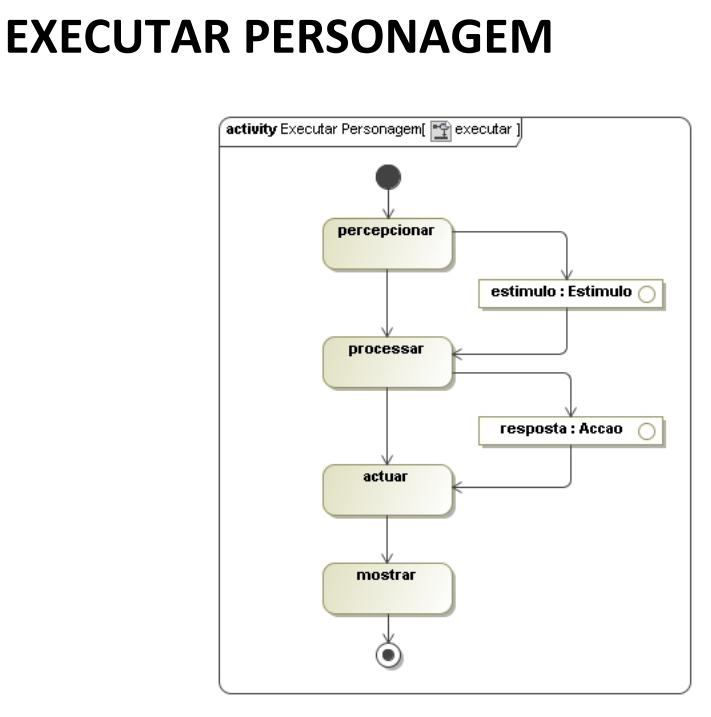 EXECUTAR PERSONAGEM
activity Executar Personagem[ executar ]
percepcionar
estimulo : Estimulo
processar
resposta : Accao
actuar
mostrar